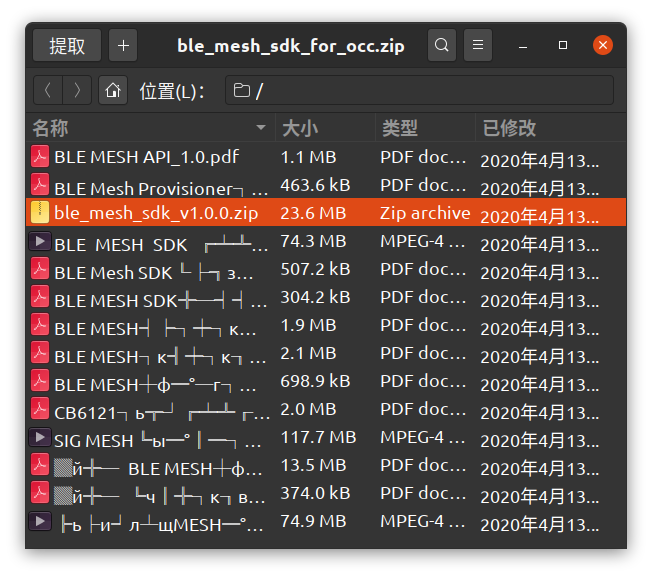 提取 + ble_mesh_sdk_for_occ.zip
位置(L)： /
名称 大小 类型 已修改
BLE MESH API_1.0.pdf 1.1 MB PDF doc… 2020年4月13...
BLE Mesh Provisioner┐… 463.6 kB PDF doc… 2020年4月13...
ble_mesh_sdk_v1.0.0.zip 23.6 MB Zip archive 2020年4月13...
BLE MESH SDK 74.3 MB MPEG-4 … 2020年4月13...
BLE Mesh SDK 507.2 kB PDF doc… 2020年4月13...
BLE MESH SDK 304.2 kB PDF doc… 2020年4月13...
BLE MESH 1.9 MB PDF doc… 2020年4月13...
BLE MESH 2.1 MB PDF doc… 2020年4月13...
BLE MESH 698.9 kB PDF doc… 2020年4月13...
CB6121 2.0 MB PDF doc… 2020年4月13...
SIG MESH 117.7 MB MPEG-4 … 2020年4月13...
BLE MESH 13.5 MB PDF doc… 2020年4月13...
374.0 kB PDF doc… 2020年4月13...
MESH 74.9 MB MPEG-4 … 2020年4月13...